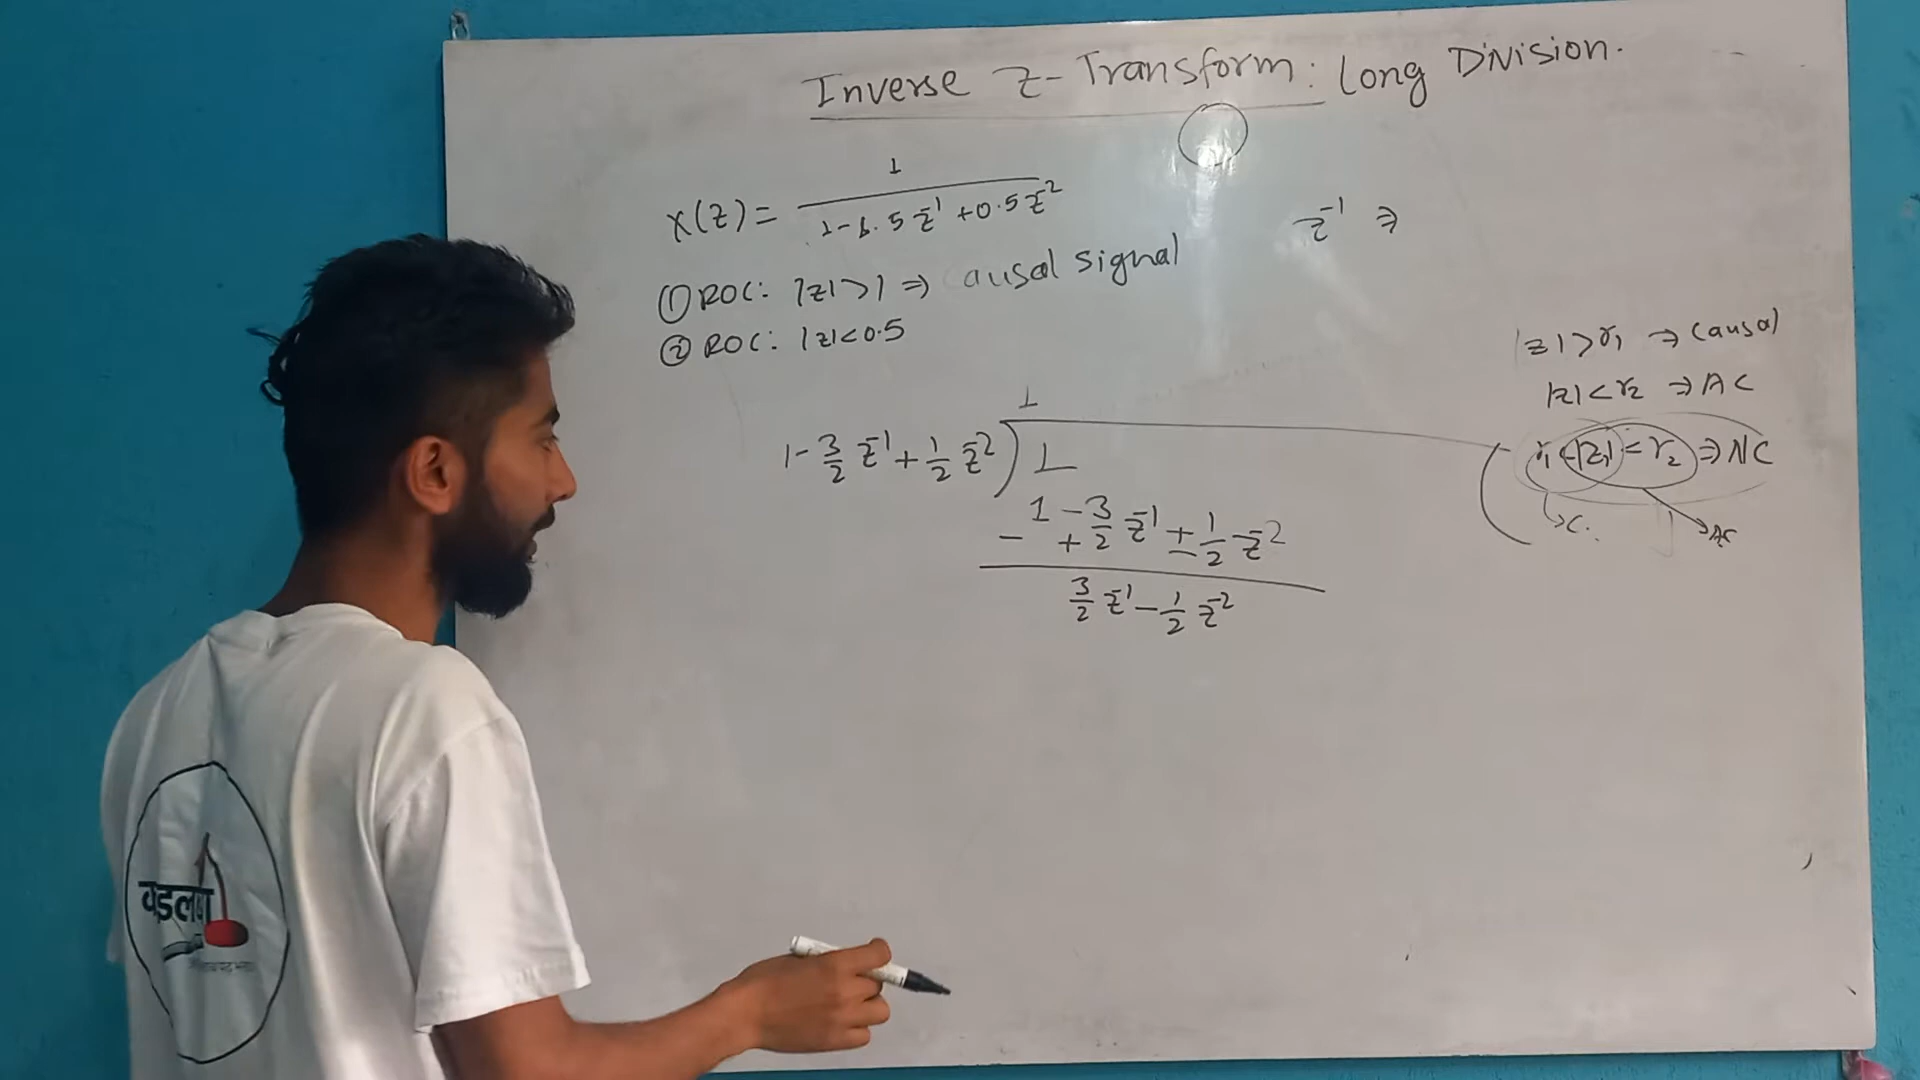 Inverse Z-Transform: Long Division.
X(z) = 1 / (1-1.5 z^-1 + 0.5 z^-2)
z^-1 ⇒
① ROC: |z|>1 ⇒ causal signal
② ROC: |z|<0.5
|z|>r₁ ⇒ causal
|z|<r₂ ⇒ AC
r₁<|z|=r₂ ⇒ NC
↳C.
↘AC
1
1 - 3/2 z^-1 + 1/2 z^-2 ) 1
1 - 3/2 z^-1 + 1/2 z^-2
- + -
3/2 z^-1 - 1/2 z^-2